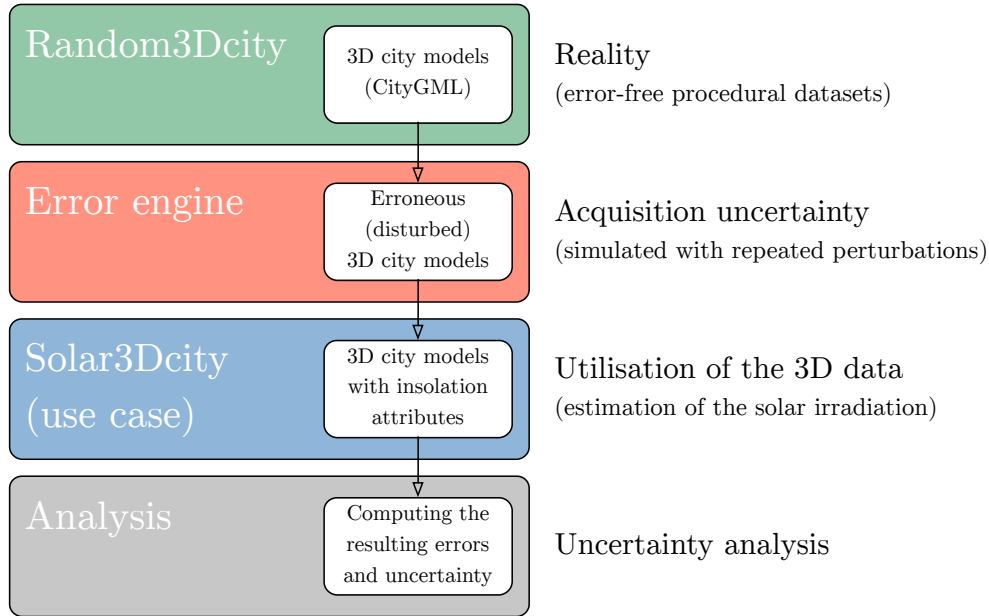 Random3Dcity
3D city models
(CityGML)
Reality
(error-free procedural datasets)
Error engine
Erroneous
(disturbed)
3D city models
Acquisition uncertainty
(simulated with repeated perturbations)
Solar3Dcity
(use case)
3D city models
with insolation
attributes
Utilisation of the 3D data
(estimation of the solar irradiation)
Analysis
Computing the
resulting errors
and uncertainty
Uncertainty analysis